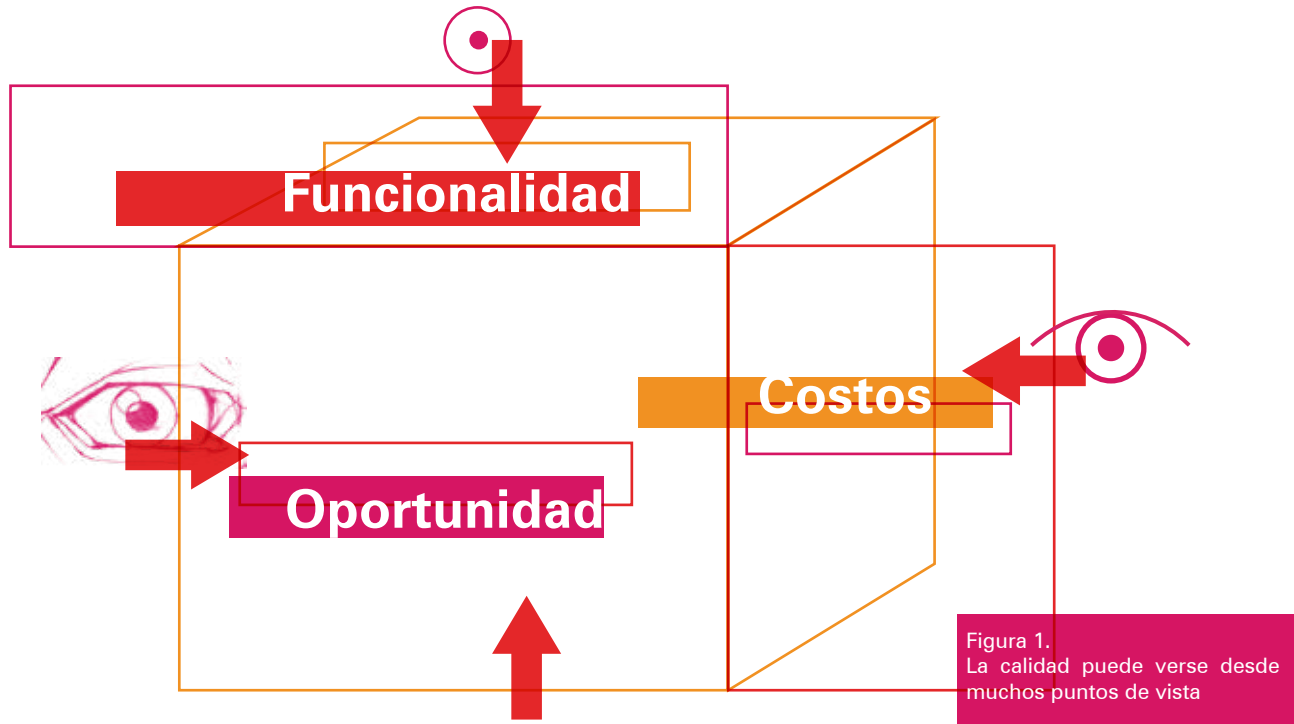 Funcionalidad
Costos
Oportunidad
Figura 1.
La calidad puede verse desde
muchos puntos de vista